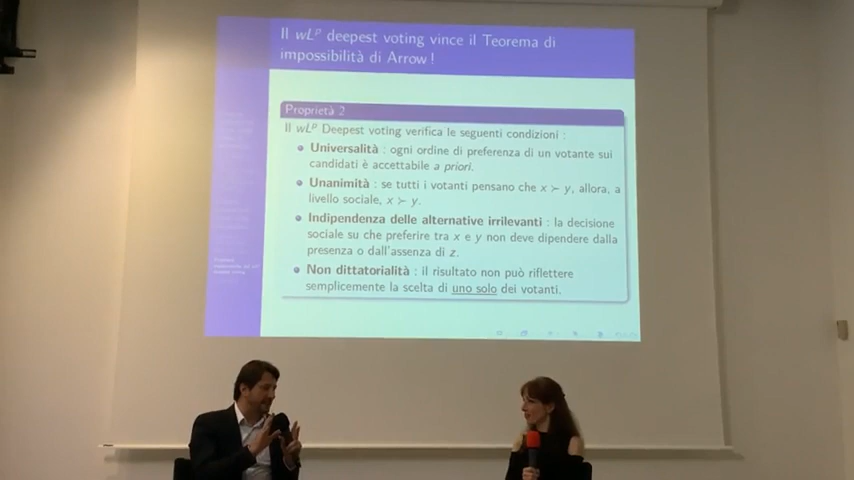 Il wLᵖ deepest voting vince il Teorema di
impossibilità di Arrow !
Proprietà 2
Il wLᵖ Deepest voting verifica le seguenti condizioni :
Universalità : ogni ordine di preferenza di un votante sui
candidati è accettabile a priori.
Unanimità : se tutti i votanti pensano che x ≻ y, allora, a
livello sociale, x ≻ y.
Indipendenza delle alternative irrilevanti : la decisione
sociale su che preferire tra x e y non deve dipendere dalla
presenza o dall'assenza di z.
Non dittatorialità : il risultato non può riflettere
semplicemente la scelta di uno solo dei votanti.